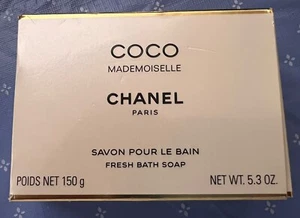 COCO
MADEMOISELLE
CHANEL
PARIS
SAVON POUR LE BAIN
FRESH BATH SOAP
POIDS NET 150 g NET WT. 5.3 OZ.